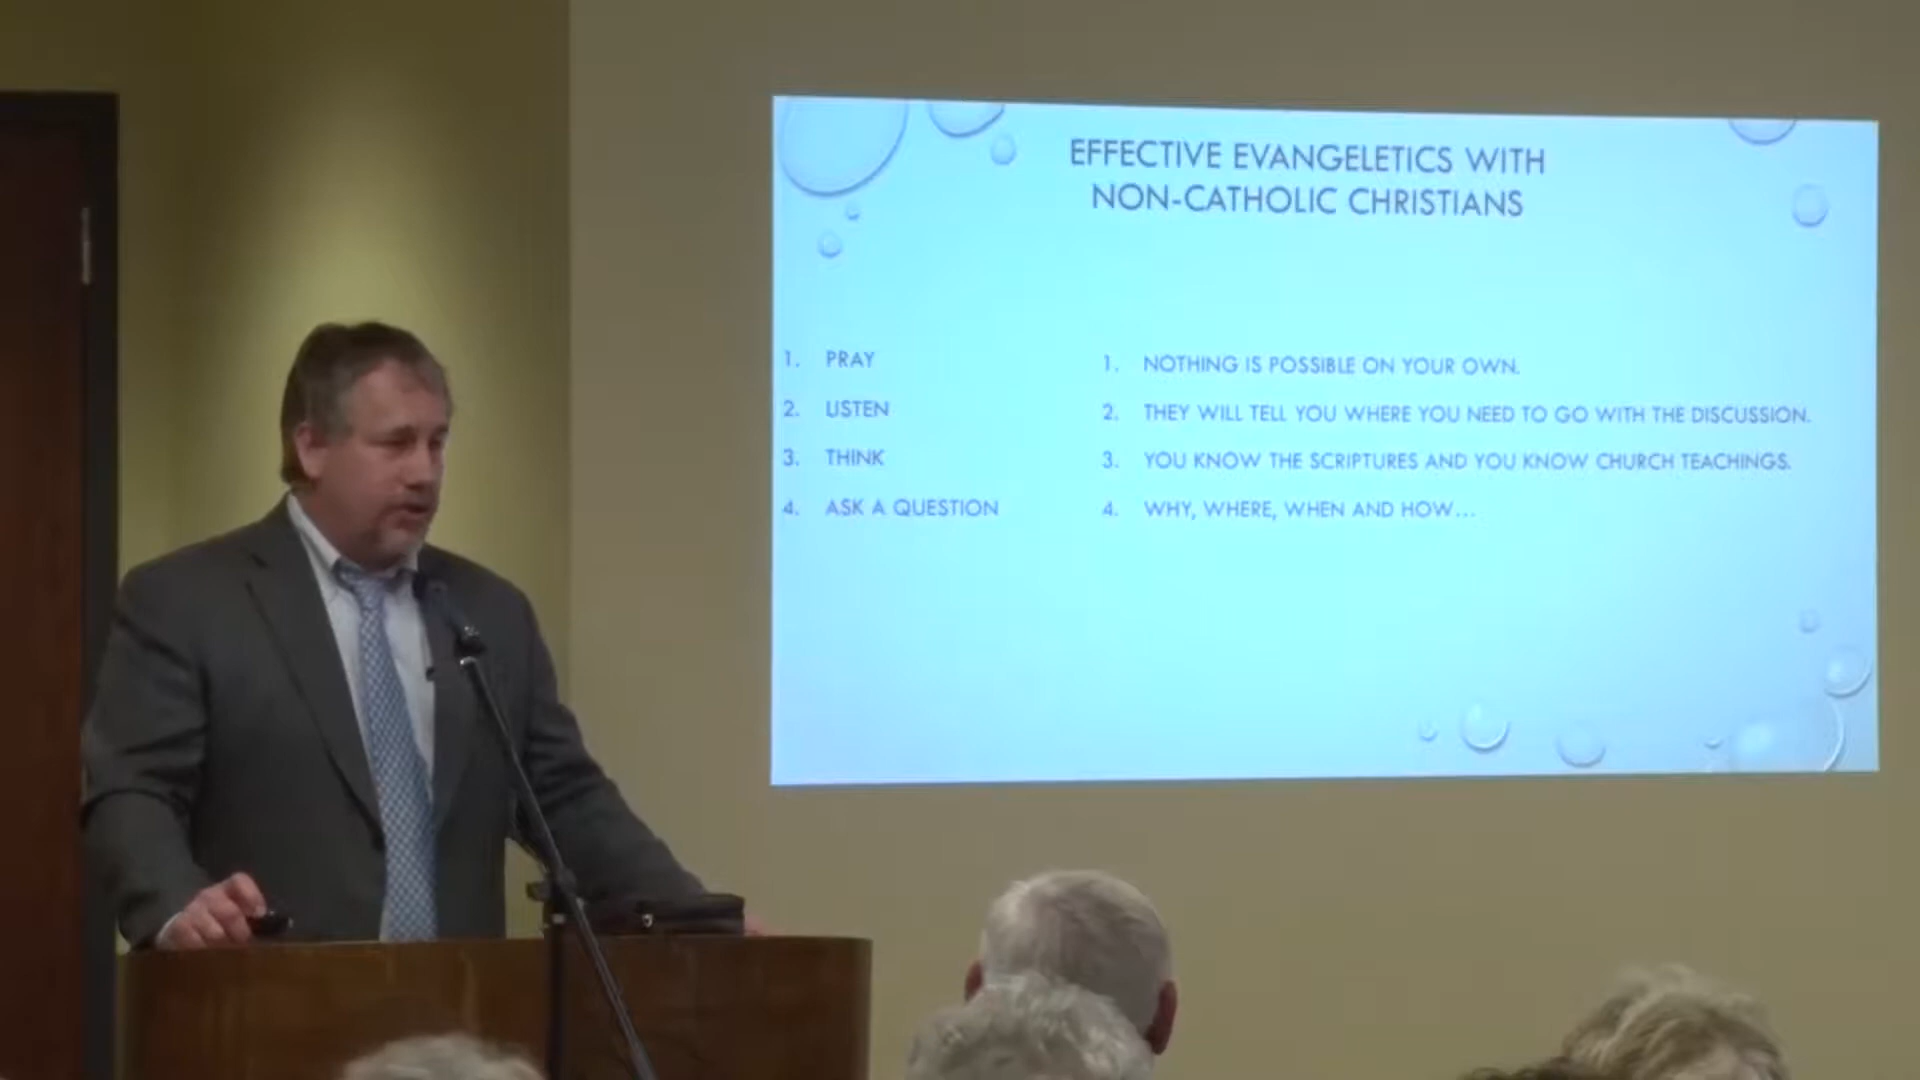 EFFECTIVE EVANGELETICS WITH
NON-CATHOLIC CHRISTIANS
1. PRAY
2. LISTEN
3. THINK
4. ASK A QUESTION
1. NOTHING IS POSSIBLE ON YOUR OWN.
2. THEY WILL TELL YOU WHERE YOU NEED TO GO WITH THE DISCUSSION.
3. YOU KNOW THE SCRIPTURES AND YOU KNOW CHURCH TEACHINGS.
4. WHY, WHERE, WHEN AND HOW...